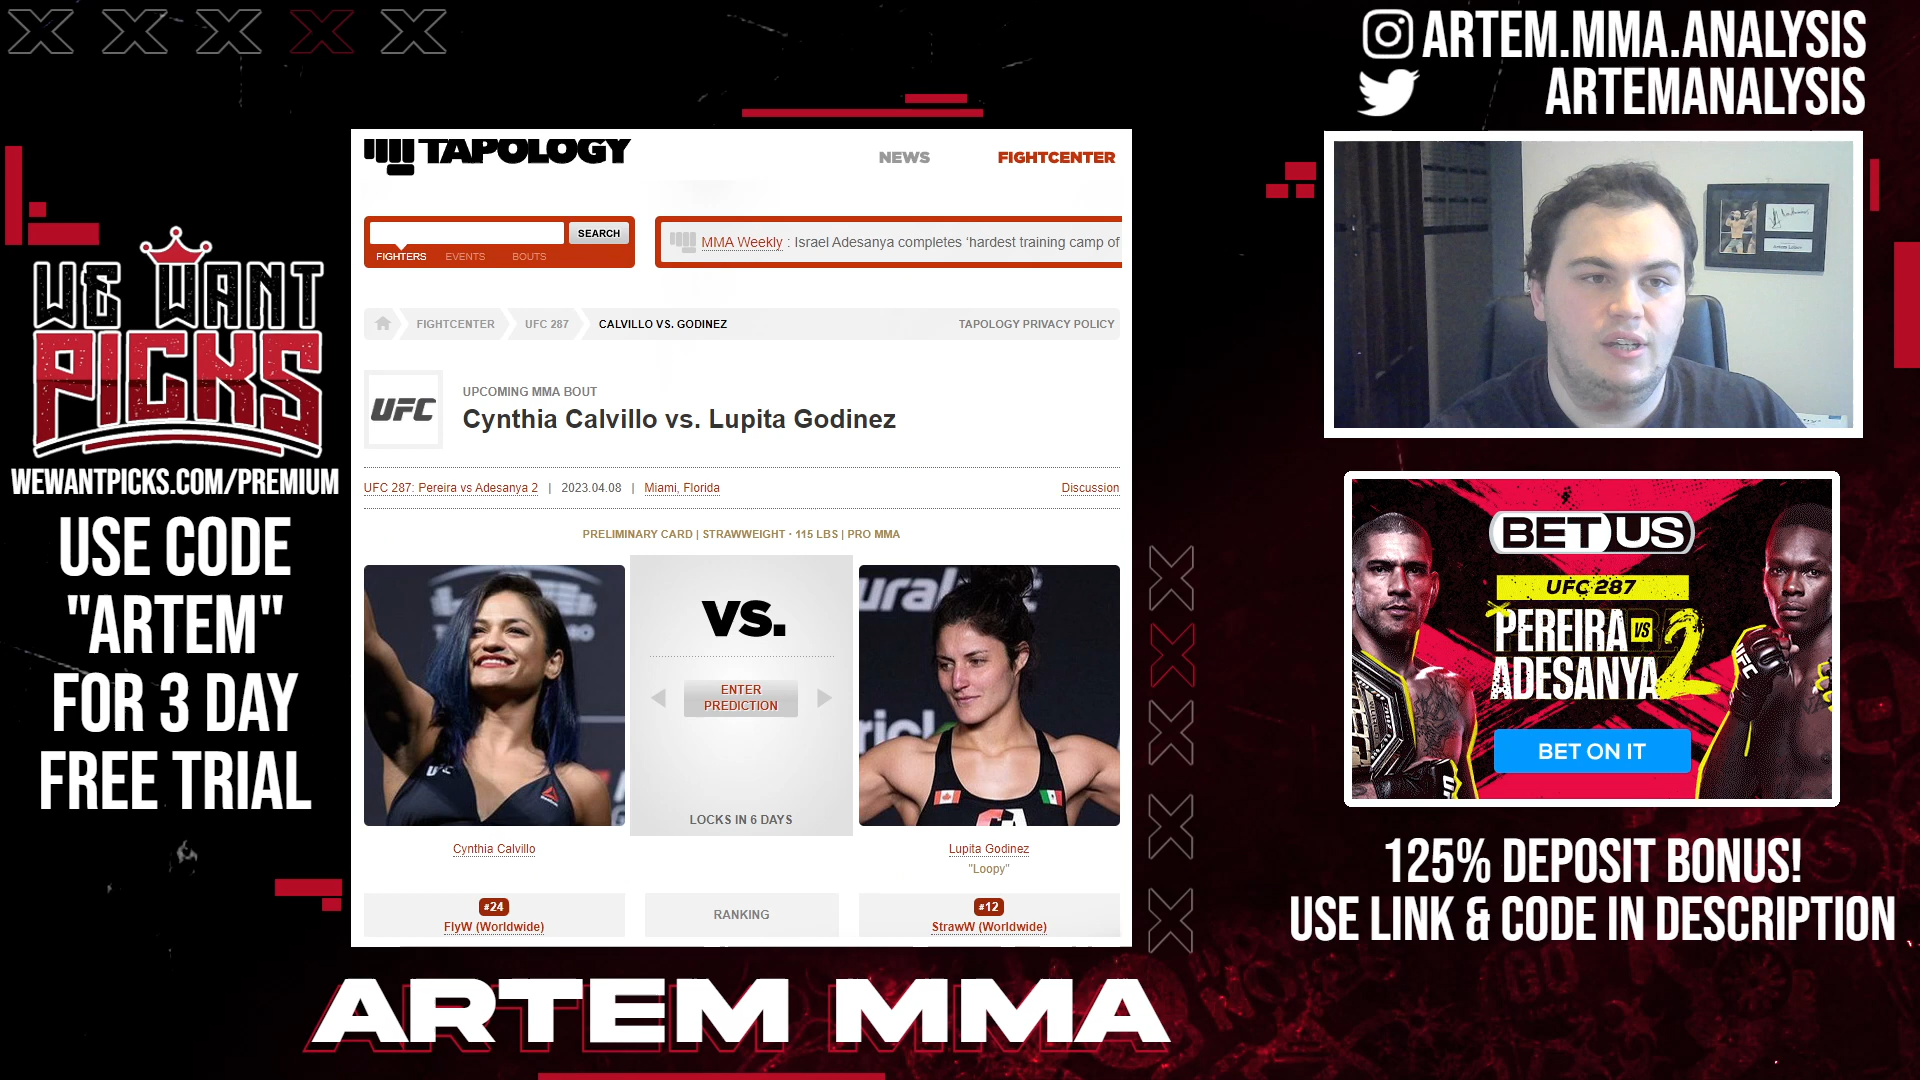 ARTEM.MMA.ANALYSIS
ARTEMANALYSIS
TAPOLOGY
NEWS
FIGHTCENTER
SEARCH
FIGHTERS EVENTS BOUTS
MMA Weekly : Israel Adesanya completes 'hardest training camp of
FIGHTCENTER UFC 287 CALVILLO VS. GODINEZ TAPOLOGY PRIVACY POLICY
UFC
UPCOMING MMA BOUT
Cynthia Calvillo vs. Lupita Godinez
UFC 287: Pereira vs Adesanya 2 | 2023.04.08 | Miami, Florida
Discussion
PRELIMINARY CARD | STRAWWEIGHT · 115 LBS | PRO MMA
VS.
ENTER
PREDICTION
LOCKS IN 6 DAYS
Cynthia Calvillo
Lupita Godinez
"Loopy"
#24
FlyW (Worldwide)
RANKING
#12
StrawW (Worldwide)
WE WANT
PICKS
WEWANTPICKS.COM/PREMIUM
USE CODE
"ARTEM"
FOR 3 DAY
FREE TRIAL
BETUS
UFC 287
PEREIRA VS
ADESANYA 2
BET ON IT
125% DEPOSIT BONUS!
USE LINK & CODE IN DESCRIPTION
ARTEM MMA